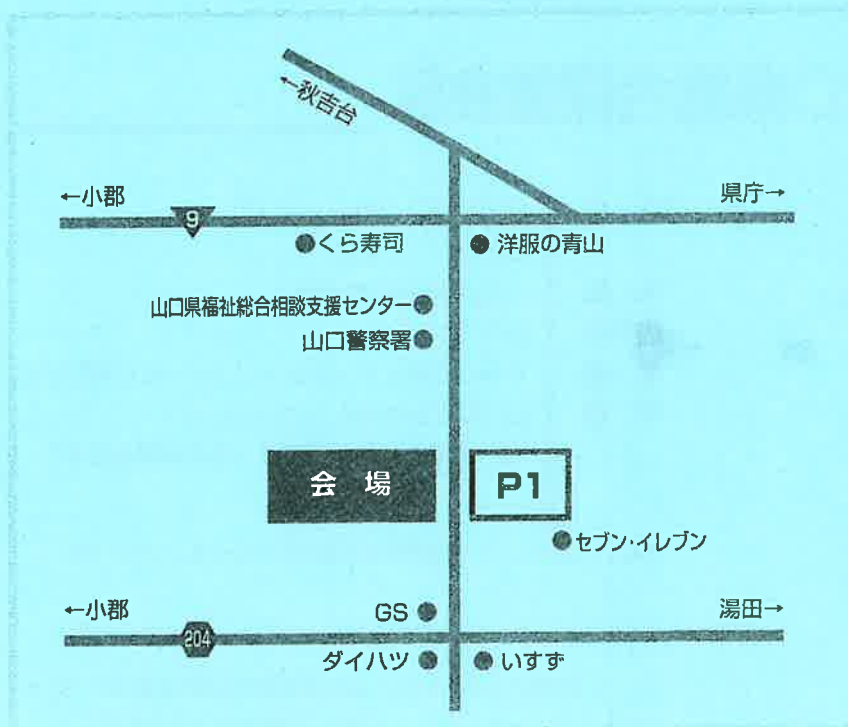 ←秋吉台
←小郡
県庁→
9
くら寿司
洋服の青山
山口県福祉総合相談支援センター
山口警察署
会 場
P1
セブン・イレブン
←小郡
GS
湯田→
204
ダイハツ
いすず